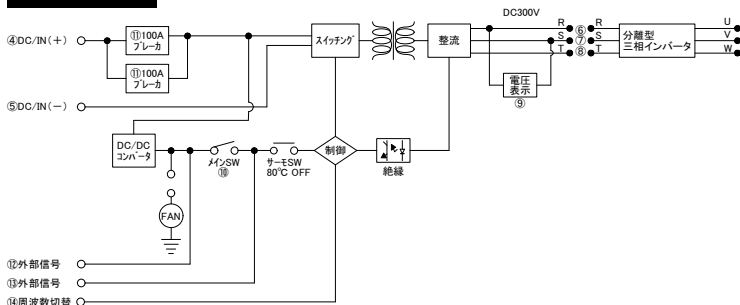 DC300V
④DC/IN(+)
⑪100A
ブレーカ
⑪100A
ブレーカ
⑤DC/IN(−)
スイッチング
整流
R ⑥ R
S ⑦ S
T ⑧ T
分離型
三相インバータ
U
V
W
電圧
表示
⑨
DC/DC
コンバータ
メインSW
⑩
サーモSW
80℃ OFF
制御
絶縁
FAN
⑫外部信号
⑬外部信号
⑭周波数切替